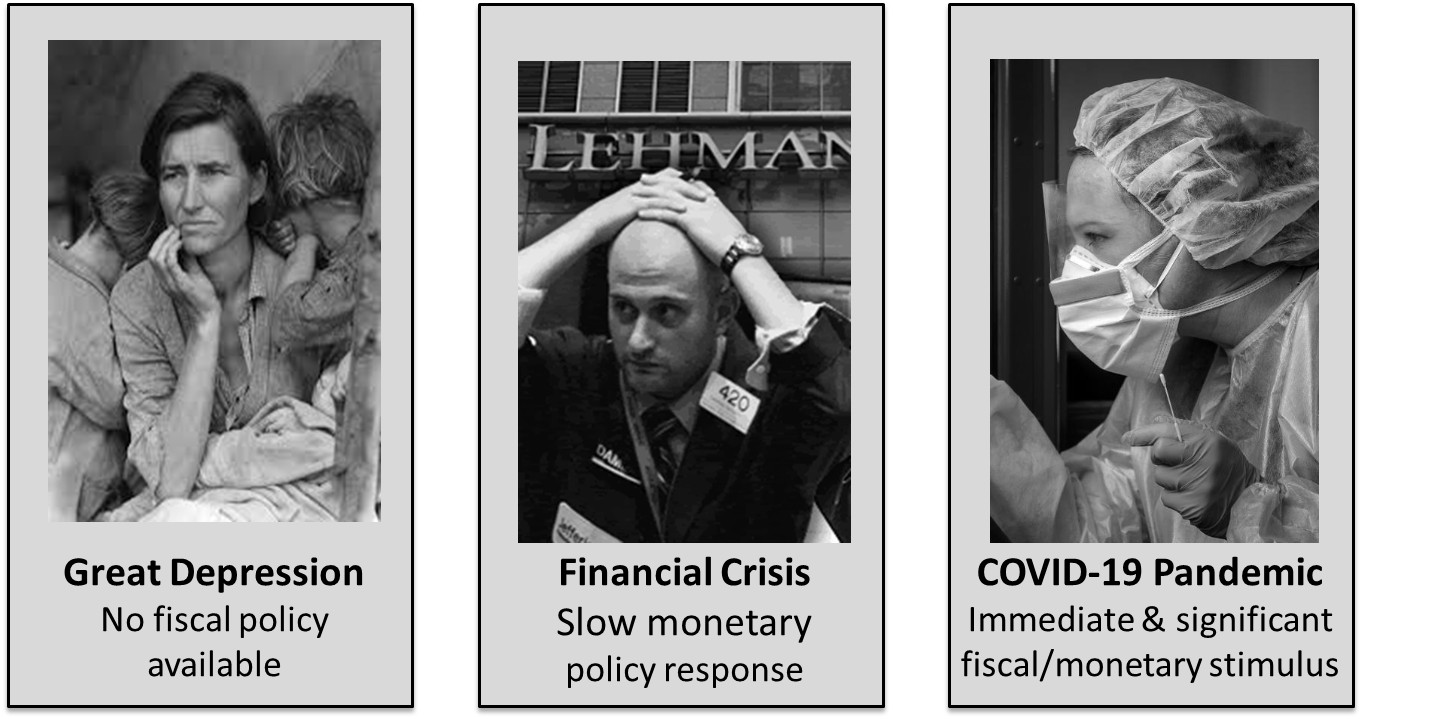 LEHMAN
420
Great Depression
No fiscal policy
available
Financial Crisis
Slow monetary
policy response
COVID-19 Pandemic
Immediate & significant
fiscal/monetary stimulus